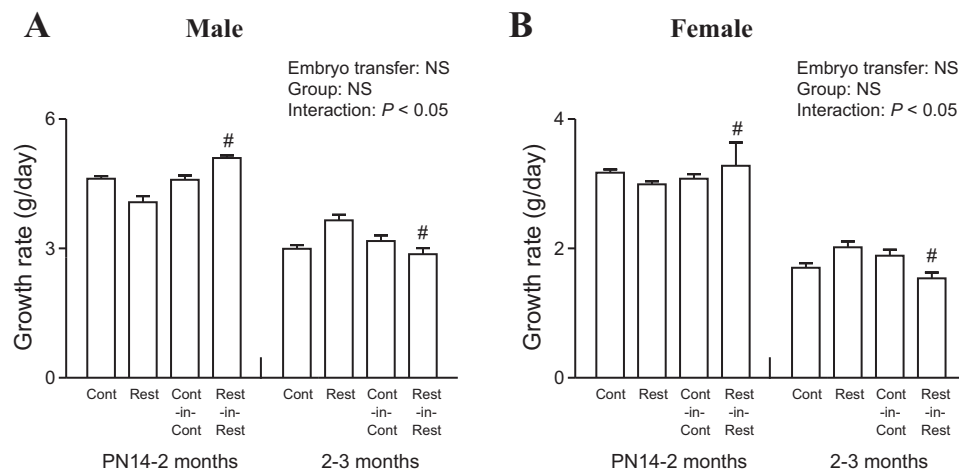 A Male
Embryo transfer: NS
Group: NS
Interaction: P < 0.05
Growth rate (g/day)
6
3
0
#
#
Cont Rest Cont -in- Cont Rest -in- Rest Cont Rest Cont -in- Cont Rest -in- Rest
PN14-2 months 2-3 months
B Female
Embryo transfer: NS
Group: NS
Interaction: P < 0.05
Growth rate (g/day)
4
2
0
#
#
Cont Rest Cont -in- Cont Rest -in- Rest Cont Rest Cont -in- Cont Rest -in- Rest
PN14-2 months 2-3 months